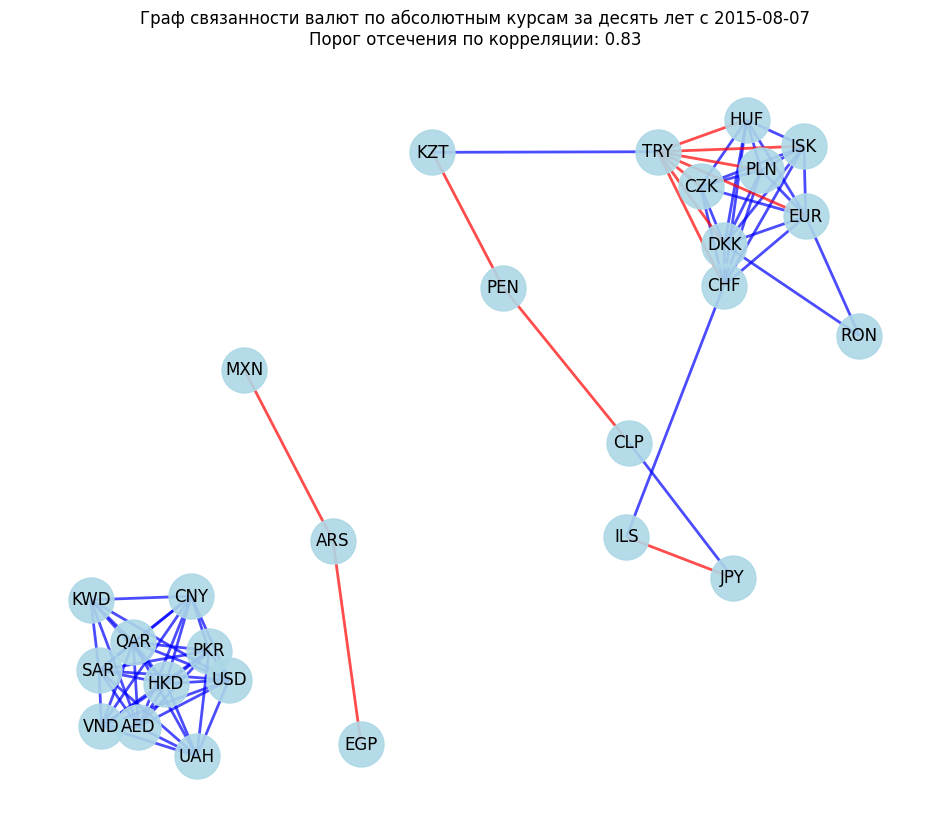 Граф связанности валют по абсолютным курсам за десять лет с 2015-08-07
Порог отсечения по корреляции: 0.83
HUF
ISK
KZT
TRY
PLN
CZK
EUR
DKK
CHF
PEN
RON
MXN
CLP
ILS
ARS
JPY
KWD
CNY
QAR
PKR
SAR
HKD
USD
VND
AED
EGP
UAH